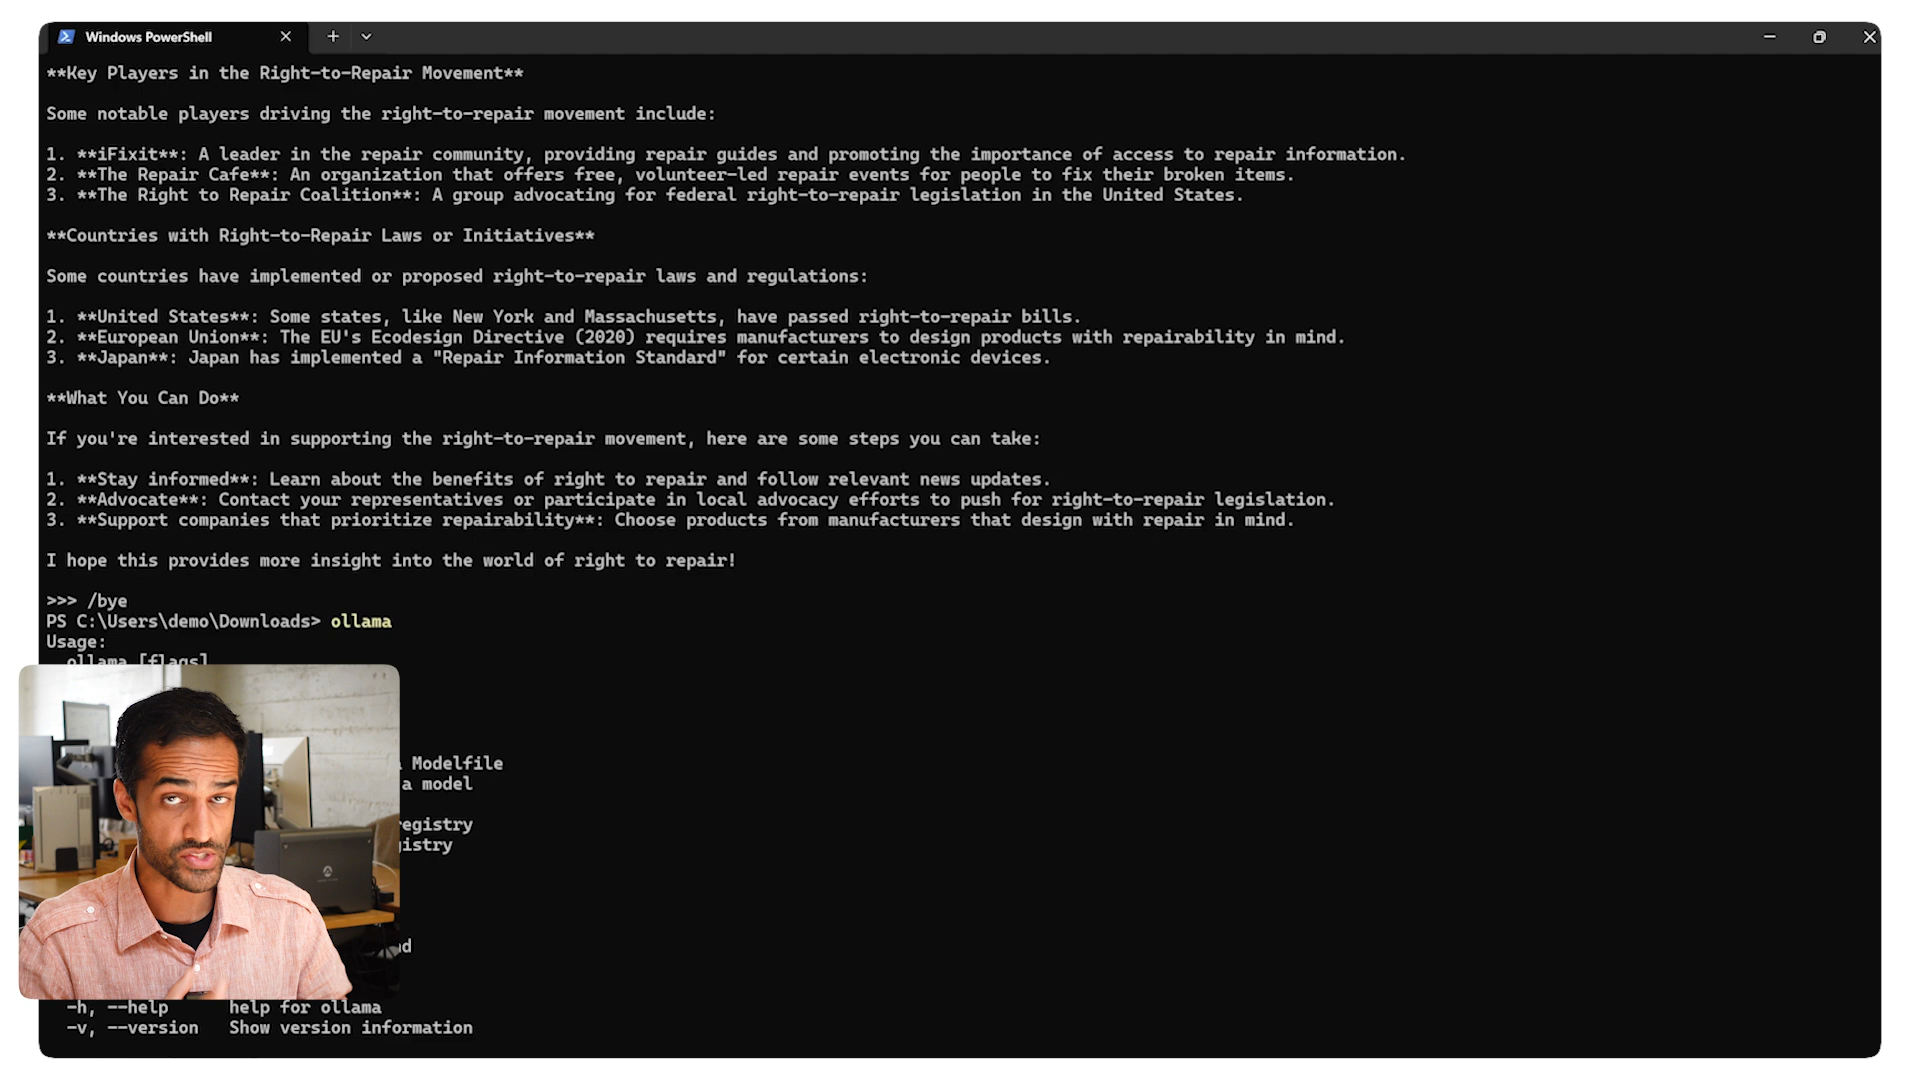 Windows PowerShell
**Key Players in the Right-to-Repair Movement**
Some notable players driving the right-to-repair movement include:
1. **iFixit**: A leader in the repair community, providing repair guides and promoting the importance of access to repair information.
2. **The Repair Cafe**: An organization that offers free, volunteer-led repair events for people to fix their broken items.
3. **The Right to Repair Coalition**: A group advocating for federal right-to-repair legislation in the United States.
**Countries with Right-to-Repair Laws or Initiatives**
Some countries have implemented or proposed right-to-repair laws and regulations:
1. **United States**: Some states, like New York and Massachusetts, have passed right-to-repair bills.
2. **European Union**: The EU's Ecodesign Directive (2020) requires manufacturers to design products with repairability in mind.
3. **Japan**: Japan has implemented a "Repair Information Standard" for certain electronic devices.
**What You Can Do**
If you're interested in supporting the right-to-repair movement, here are some steps you can take:
1. **Stay informed**: Learn about the benefits of right to repair and follow relevant news updates.
2. **Advocate**: Contact your representatives or participate in local advocacy efforts to push for right-to-repair legislation.
3. **Support companies that prioritize repairability**: Choose products from manufacturers that design with repair in mind.
I hope this provides more insight into the world of right to repair!
>>> /bye
PS C:\Users\demo\Downloads> ollama
Usage:
ollama [flags]
Modelfile
a model
registry
-h, --help help for ollama
-v, --version Show version information